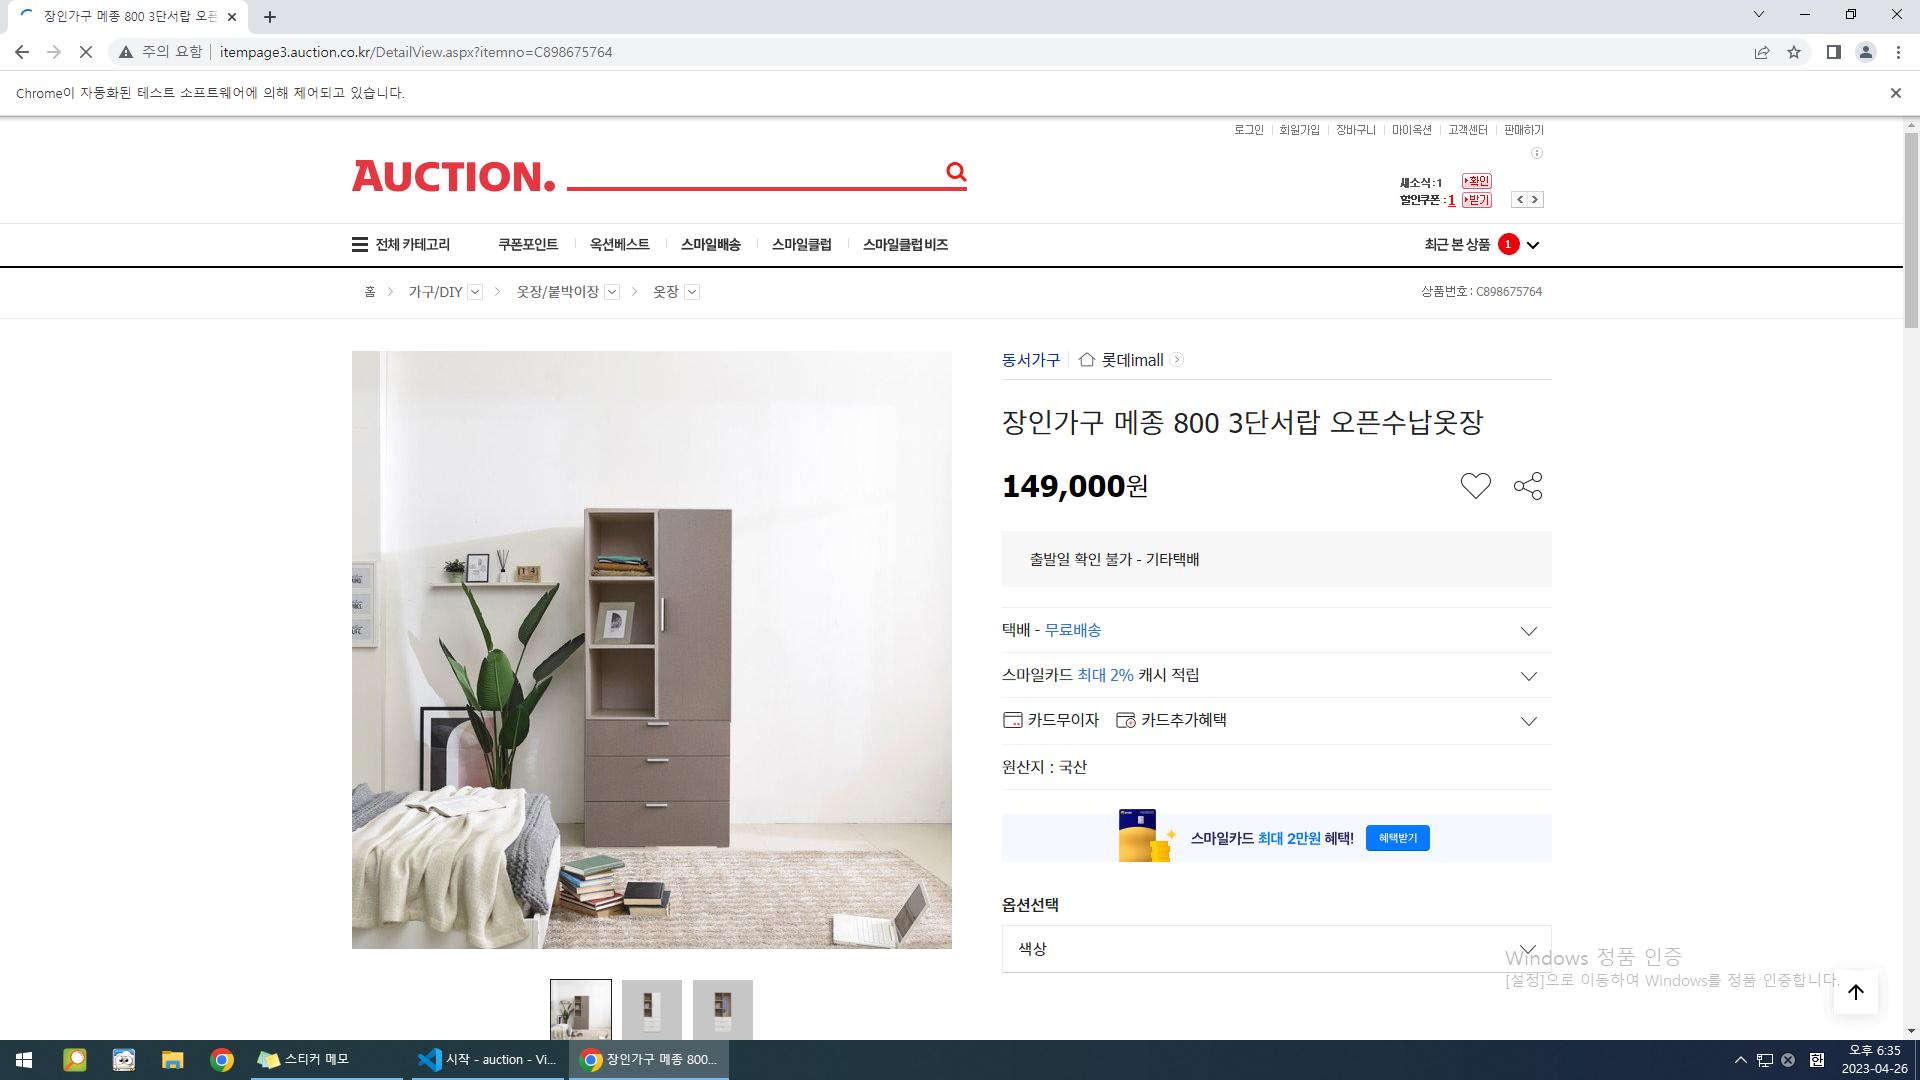 장인가구 메종 800 3단서랍 오픈
주의 요함 itempage3.auction.co.kr/DetailView.aspx?itemno=C898675764
Chrome이 자동화된 테스트 소프트웨어에 의해 제어되고 있습니다.
로그인 회원가입 장바구니 마이옥션 고객센터 판매하기
AUCTION.
새소식:1 확인
할인쿠폰:1 받기
전체 카테고리 쿠폰포인트 옥션베스트 스마일배송 스마일클럽 스마일클럽 비즈 최근 본 상품 1
홈 가구/DIY 옷장/붙박이장 옷장 상품번호 : C898675764
동서가구 롯데imall
장인가구 메종 800 3단서랍 오픈수납옷장
149,000원
출발일 확인 불가 - 기타택배
택배 - 무료배송
스마일카드 최대 2% 캐시 적립
카드무이자 카드추가혜택
원산지 : 국산
스마일카드 최대 2만원 혜택! 혜택받기
옵션선택
색상
Windows 정품 인증
[설정]으로 이동하여 Windows를 정품 인증합니다.
스티커 메모 시작 - auction - Vi... 장인가구 메종 800... 한 오후 6:35
2023-04-26